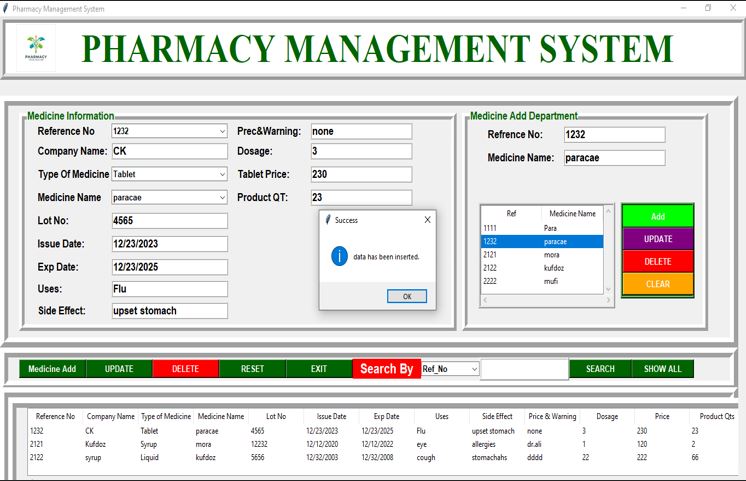 Pharmacy Management System
PHARMACY
PHARMACY MANAGEMENT SYSTEM
Medicine Information
Reference No 1232 Prec&Warning: none
Company Name: CK Dosage: 3
Type Of Medicine Tablet Tablet Price: 230
Medicine Name paracae Product QT: 23
Lot No: 4565
Issue Date: 12/23/2023
Exp Date: 12/23/2025
Uses: Flu
Side Effect: upset stomach
Success
data has been inserted.
OK
Medicine Add Department
Refrence No: 1232
Medicine Name: paracae
Ref Medicine Name
1111 Para
1232 paracae
2121 mora
2122 kufdoz
2222 mufi
Add
UPDATE
DELETE
CLEAR
Medicine Add UPDATE DELETE RESET EXIT Search By Ref_No SEARCH SHOW ALL
Reference No Company Name Type of Medicine Medicine Name Lot No Issue Date Exp Date Uses Side Effect Price & Warning Dosage Price Product Qts
1232 CK Tablet paracae 4565 12/23/2023 12/23/2025 Flu upset stomach none 3 230 23
2121 Kufdoz Syrup mora 12232 12/12/2020 12/12/2022 eye allergies dr.ali 1 120 2
2122 syrup Liquid kufdoz 5656 12/32/2003 12/32/2008 cough stomachahs dddd 22 222 66